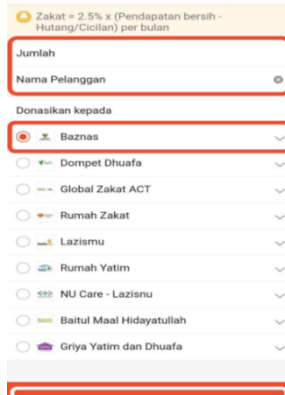 Zakat = 2.5% x (Pendapatan bersih -
Hutang/Cicilan) per bulan
Jumlah
Nama Pelanggan
Donasikan kepada
Baznas
Dompet Dhuafa
Global Zakat ACT
Rumah Zakat
Lazismu
Rumah Yatim
NU Care - Lazisnu
Baitul Maal Hidayatullah
Griya Yatim dan Dhuafa